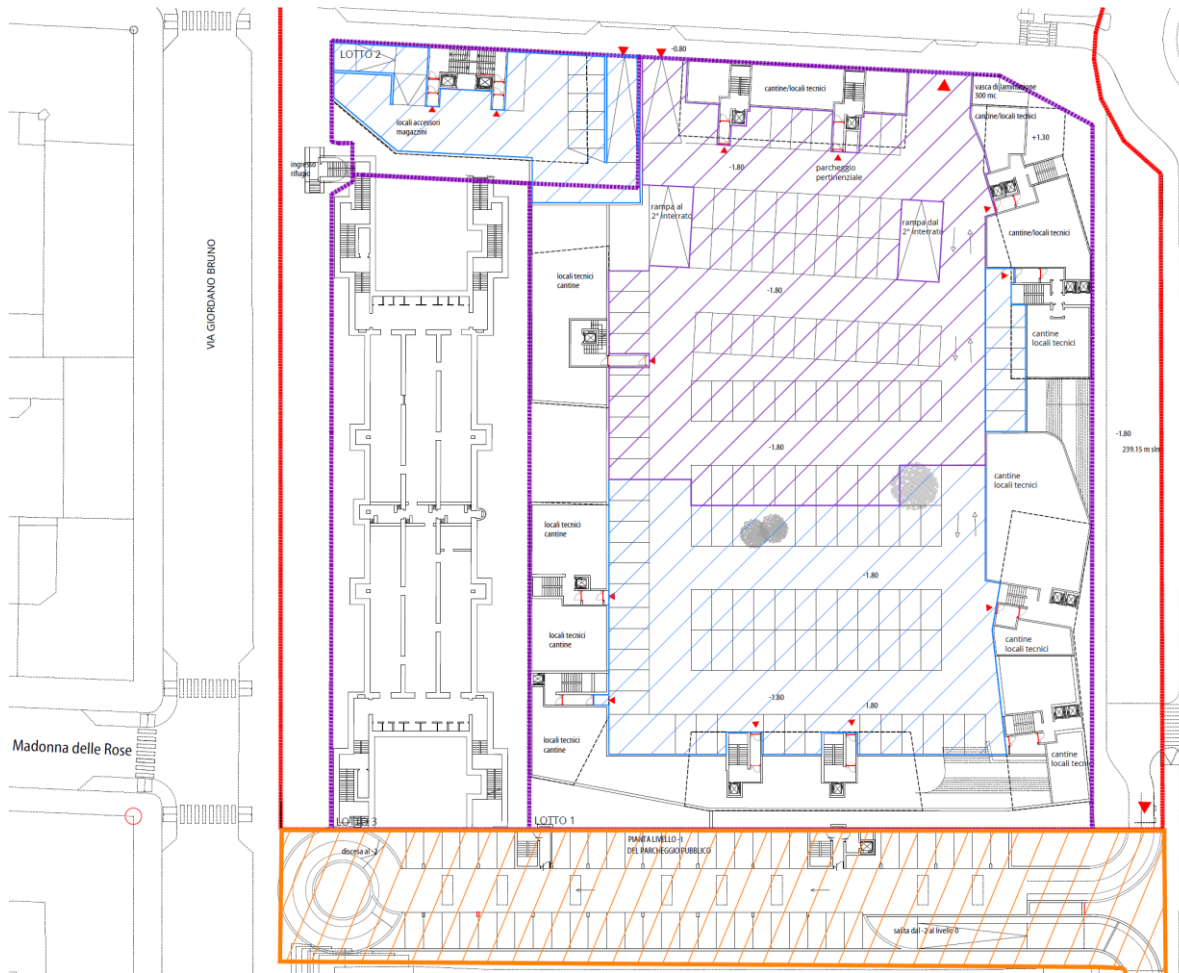 LOTTO 2
-0.80
cantine/locali tecnici
vasca di laminazione
300 mc
cantine/locali tecnici
+1.30
locali accessori
magazzini
ingresso
rifugio
-1.80
parcheggio
pertinenziale
rampa al
2° interrato
rampa dal
2° interrato
cantine/locali tecnici
VIA GIORDANO BRUNO
locali tecnici
cantine
-1.80
cantine
locali tecnici
-1.80
239.15 m slm
-1.80
cantine
locali tecnici
locali tecnici
cantine
-1.80
locali tecnici
cantine
cantine
locali tecnici
-1.80
-1.80
Madonna delle Rose
locali tecnici
cantine
cantine
locali tecnici
LOTTO 3
LOTTO 1
PIANTA LIVELLO -1
DEL PARCHEGGIO PUBBLICO
discesa al -2
salita dal -2 al livello 0